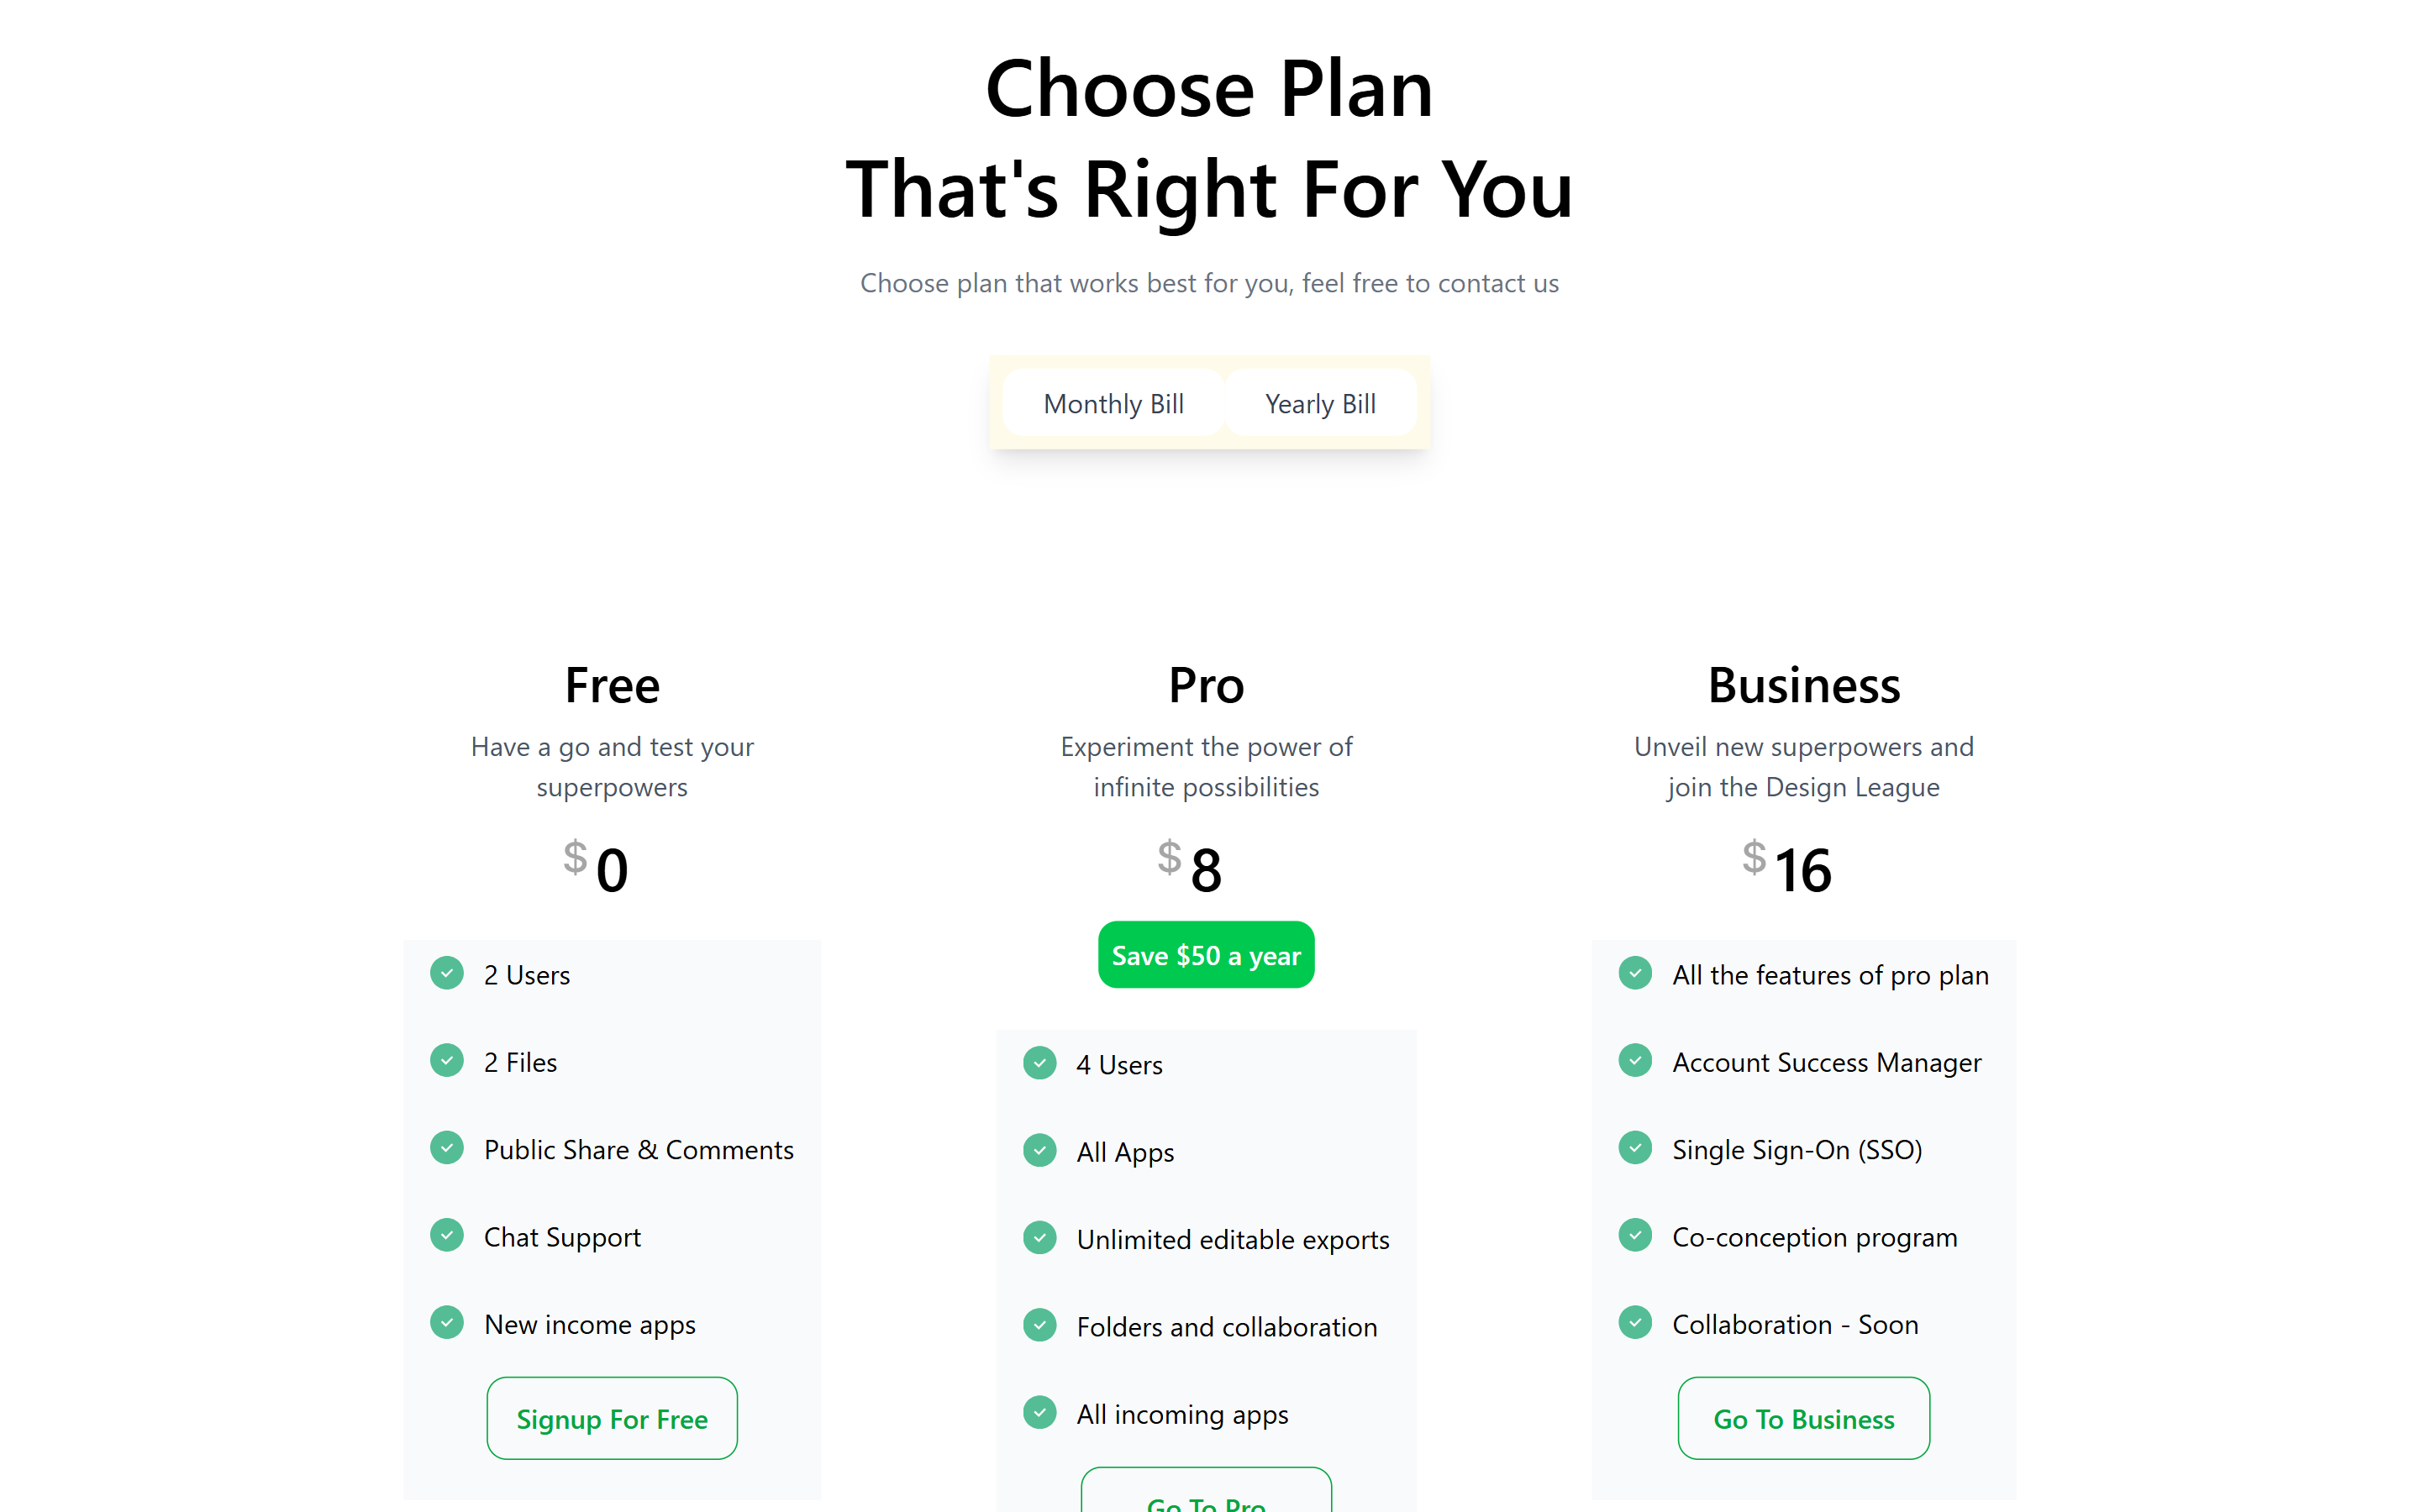 Choose Plan
That's Right For You
Choose plan that works best for you, feel free to contact us
Monthly Bill
Yearly Bill
Free
Have a go and test your
superpowers
$0
2 Users
2 Files
Public Share & Comments
Chat Support
New income apps
Signup For Free
Pro
Experiment the power of
infinite possibilities
$8
Save $50 a year
4 Users
All Apps
Unlimited editable exports
Folders and collaboration
All incoming apps
Go To Pro
Business
Unveil new superpowers and
join the Design League
$16
All the features of pro plan
Account Success Manager
Single Sign-On (SSO)
Co-conception program
Collaboration - Soon
Go To Business